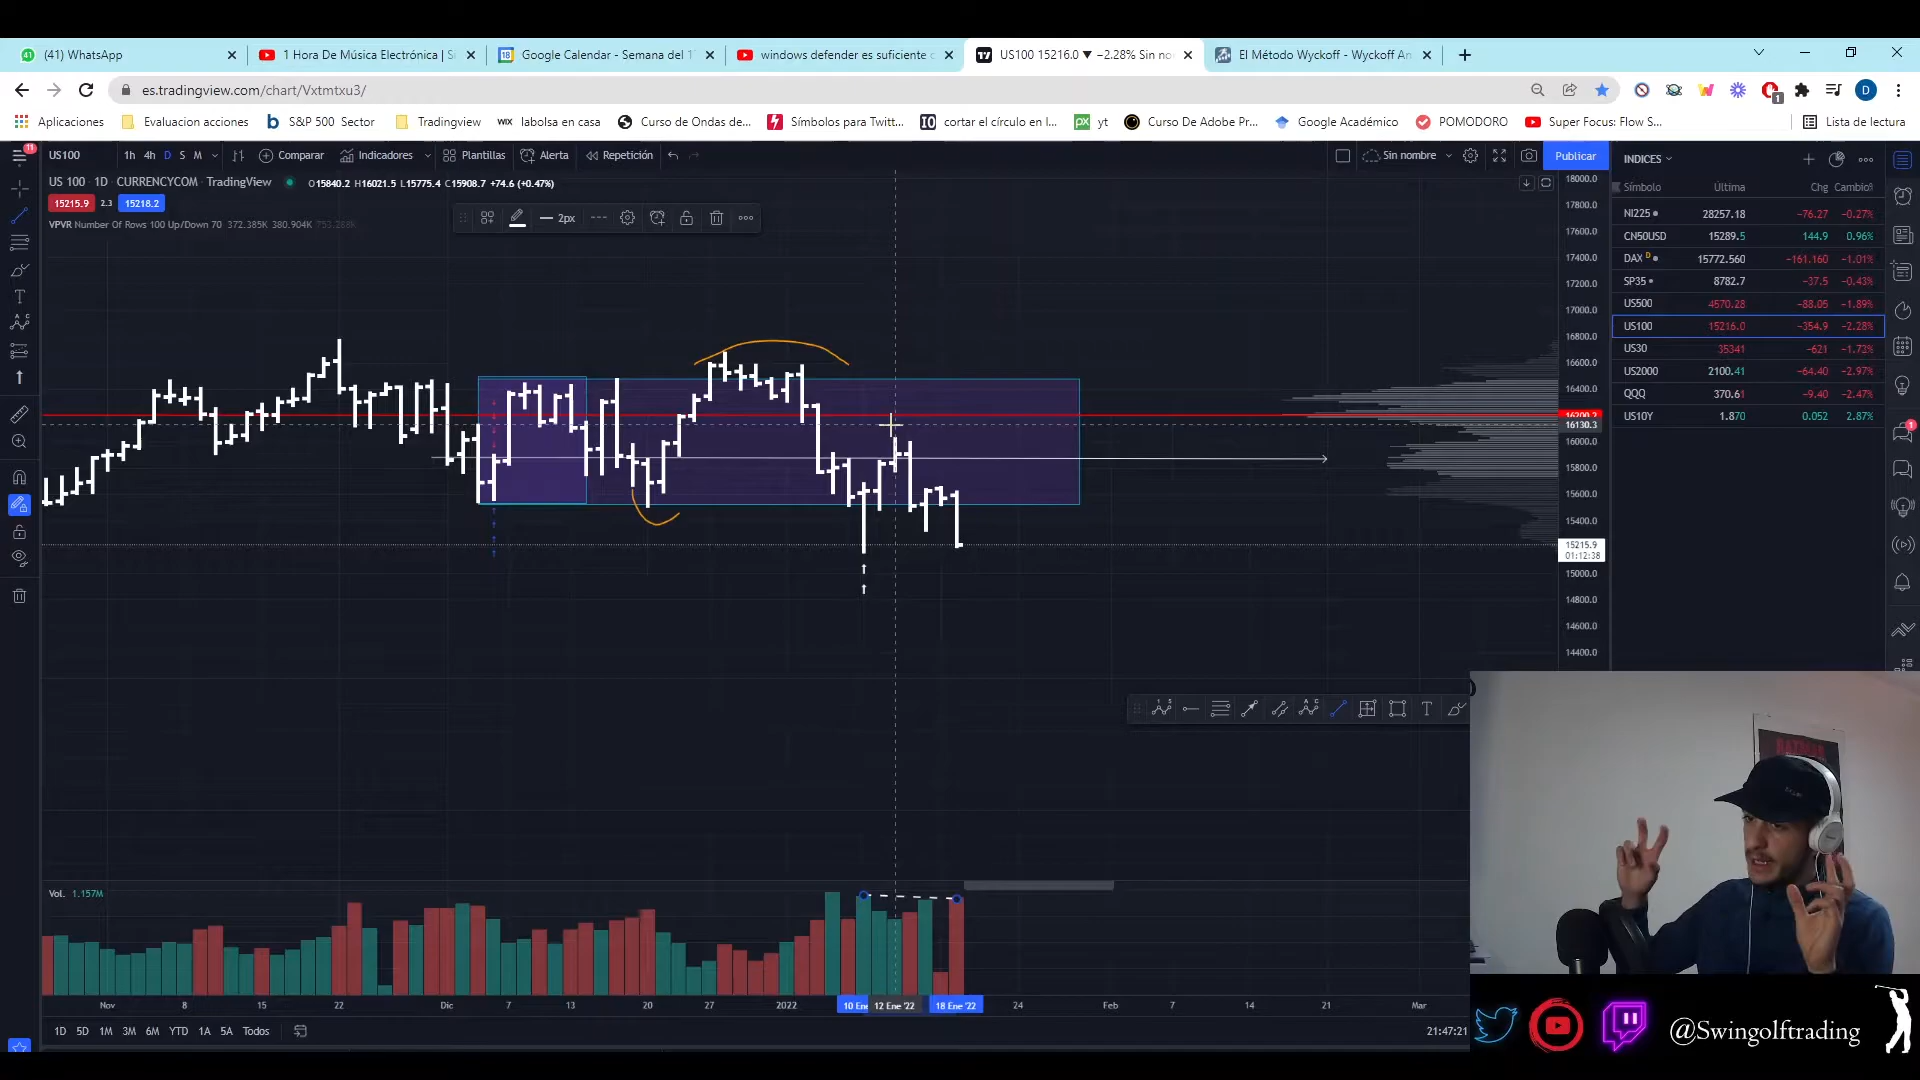 41
(41) WhatsApp
1 Hora De Música Electrónica | Si
18
Google Calendar - Semana del 1
windows defender es suficiente
US100 15216.0 ▼ −2.28% Sin no
El Método Wyckoff - Wyckoff An
es.tradingview.com/chart/Vxtmtxu3/
1
D
Aplicaciones
Evaluacion acciones
b
S&P 500 Sector
Tradingview
WIX
labolsa en casa
Curso de Ondas de...
Símbolos para Twitt...
IO
cortar el círculo en l...
px
yt
Curso De Adobe Pr...
Google Académico
POMODORO
Super Focus: Flow S...
Lista de lectura
11
US100
1h
4h
D
S
M
Comparar
Indicadores
Plantillas
Alerta
Repetición
Sin nombre
Publicar
INDICES
US 100 · 1D · CURRENCYCOM · TradingView
O15840.2 H16021.5 L15775.4 C15908.7 +74.6 (+0.47%)
15215.9
2.3
15218.2
VPVR Number Of Rows 100 Up/Down 70 372.385K 380.904K 753.288K
2px
Símbolo
Última
Chg
Cambio%
NI225
28257.18
−76.27
−0.27%
CN50USD
15289.5
144.9
0.96%
DAX D
15772.560
−161.160
−1.01%
SP35
8782.7
−37.5
−0.43%
US500
4570.28
−88.05
−1.89%
US100
15216.0
−354.9
−2.28%
US30
35341
−621
−1.73%
US2000
2100.41
−64.40
−2.97%
QQQ
370.61
−9.40
−2.47%
US10Y
1.870
0.052
2.87%
18000.0
17800.0
17600.0
17400.0
17200.0
17000.0
16800.0
16600.0
16400.0
16200.2
16130.3
16000.0
15800.0
15600.0
15400.0
15215.9
01:12:38
15000.0
14800.0
14600.0
14400.0
1
T
Vol. 1.157M
Nov
8
15
22
Dic
7
13
20
27
2022
10 Ene
12 Ene '22
18 Ene '22
24
Feb
7
14
21
Mar
1D
5D
1M
3M
6M
YTD
1A
5A
Todos
21:47:21
@Swingolftrading